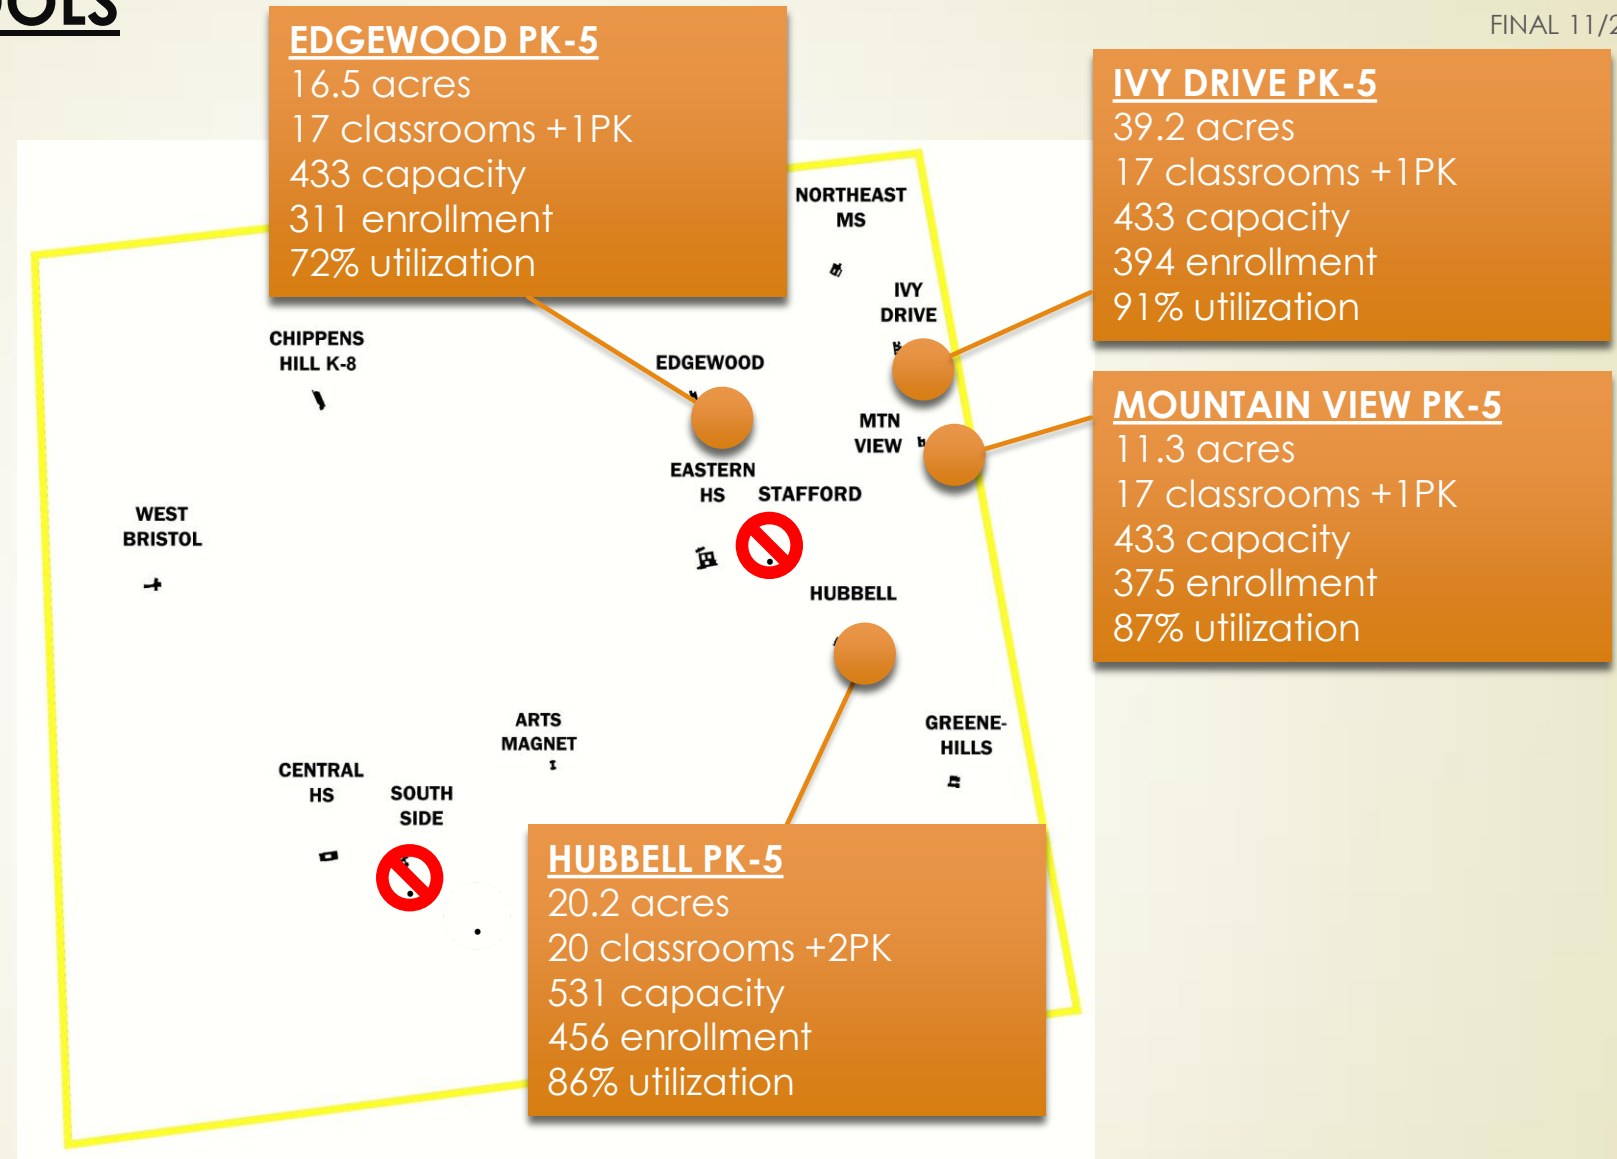 FINAL 11/2
EDGEWOOD PK-5
16.5 acres
17 classrooms +1PK
433 capacity
311 enrollment
72% utilization
IVY DRIVE PK-5
39.2 acres
17 classrooms +1PK
433 capacity
394 enrollment
91% utilization
NORTHEAST
MS
IVY
DRIVE
CHIPPENS
HILL K-8
EDGEWOOD
MOUNTAIN VIEW PK-5
11.3 acres
17 classrooms +1PK
433 capacity
375 enrollment
87% utilization
MTN
VIEW
EASTERN
HS
STAFFORD
WEST
BRISTOL
HUBBELL
ARTS
MAGNET
GREENE-
HILLS
CENTRAL
HS
SOUTH
SIDE
HUBBELL PK-5
20.2 acres
20 classrooms +2PK
531 capacity
456 enrollment
86% utilization